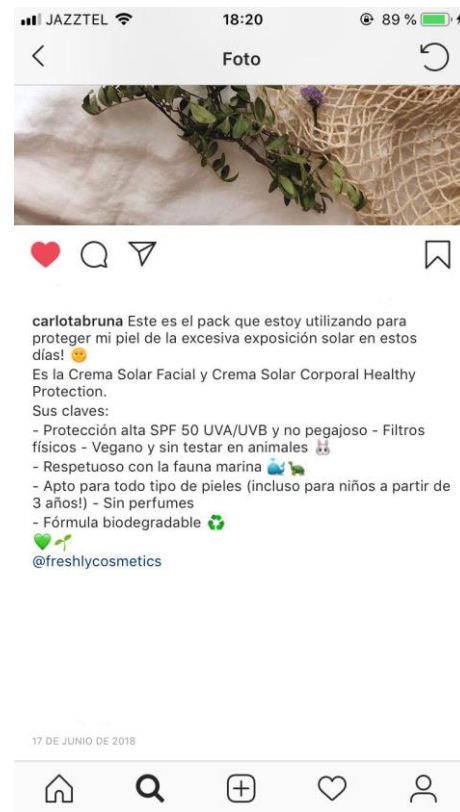 JAZZTEL 18:20 89 %
Foto
carlotabruna Este es el pack que estoy utilizando para
proteger mi piel de la excesiva exposición solar en estos
días! 🌞
Es la Crema Solar Facial y Crema Solar Corporal Healthy
Protection.
Sus claves:
- Protección alta SPF 50 UVA/UVB y no pegajoso - Filtros
físicos - Vegano y sin testar en animales 🐰
- Respetuoso con la fauna marina 🐳🐢
- Apto para todo tipo de pieles (incluso para niños a partir de
3 años!) - Sin perfumes
- Fórmula biodegradable ♻️
💚🌱
@freshlycosmetics
17 DE JUNIO DE 2018